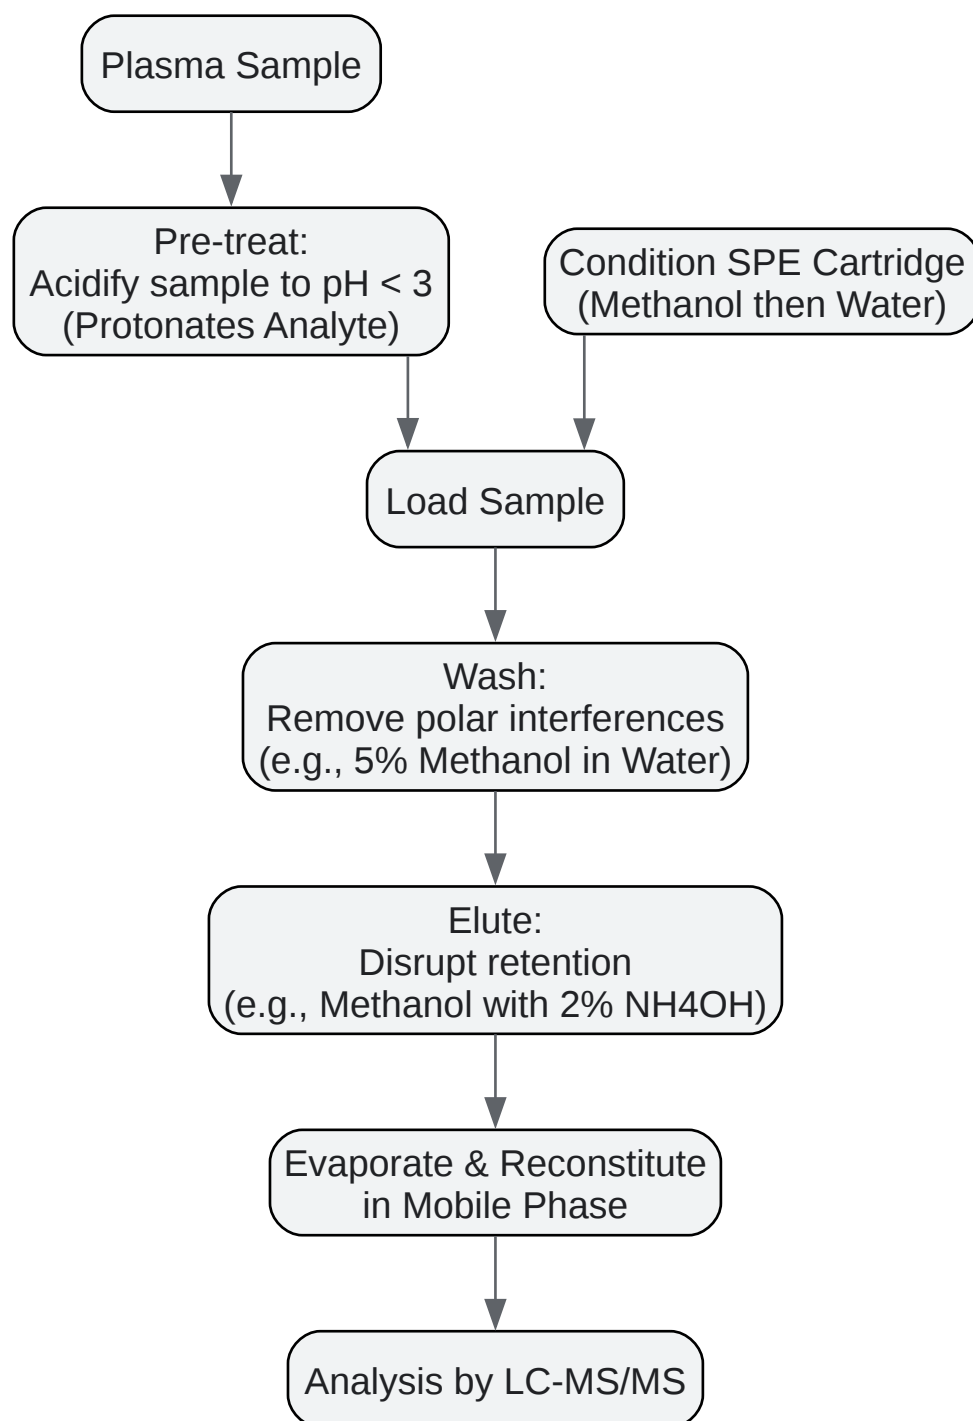 Plasma Sample
Pre-treat:
Acidify sample to pH < 3
(Protonates Analyte)
Condition SPE Cartridge
(Methanol then Water)
Load Sample
Wash:
Remove polar interferences
(e.g., 5% Methanol in Water)
Elute:
Disrupt retention
(e.g., Methanol with 2% NH4OH)
Evaporate & Reconstitute
in Mobile Phase
Analysis by LC-MS/MS